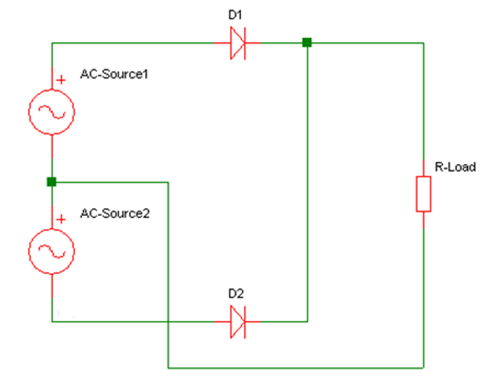 D1
+ AC-Source1
R-Load
+ AC-Source2
D2